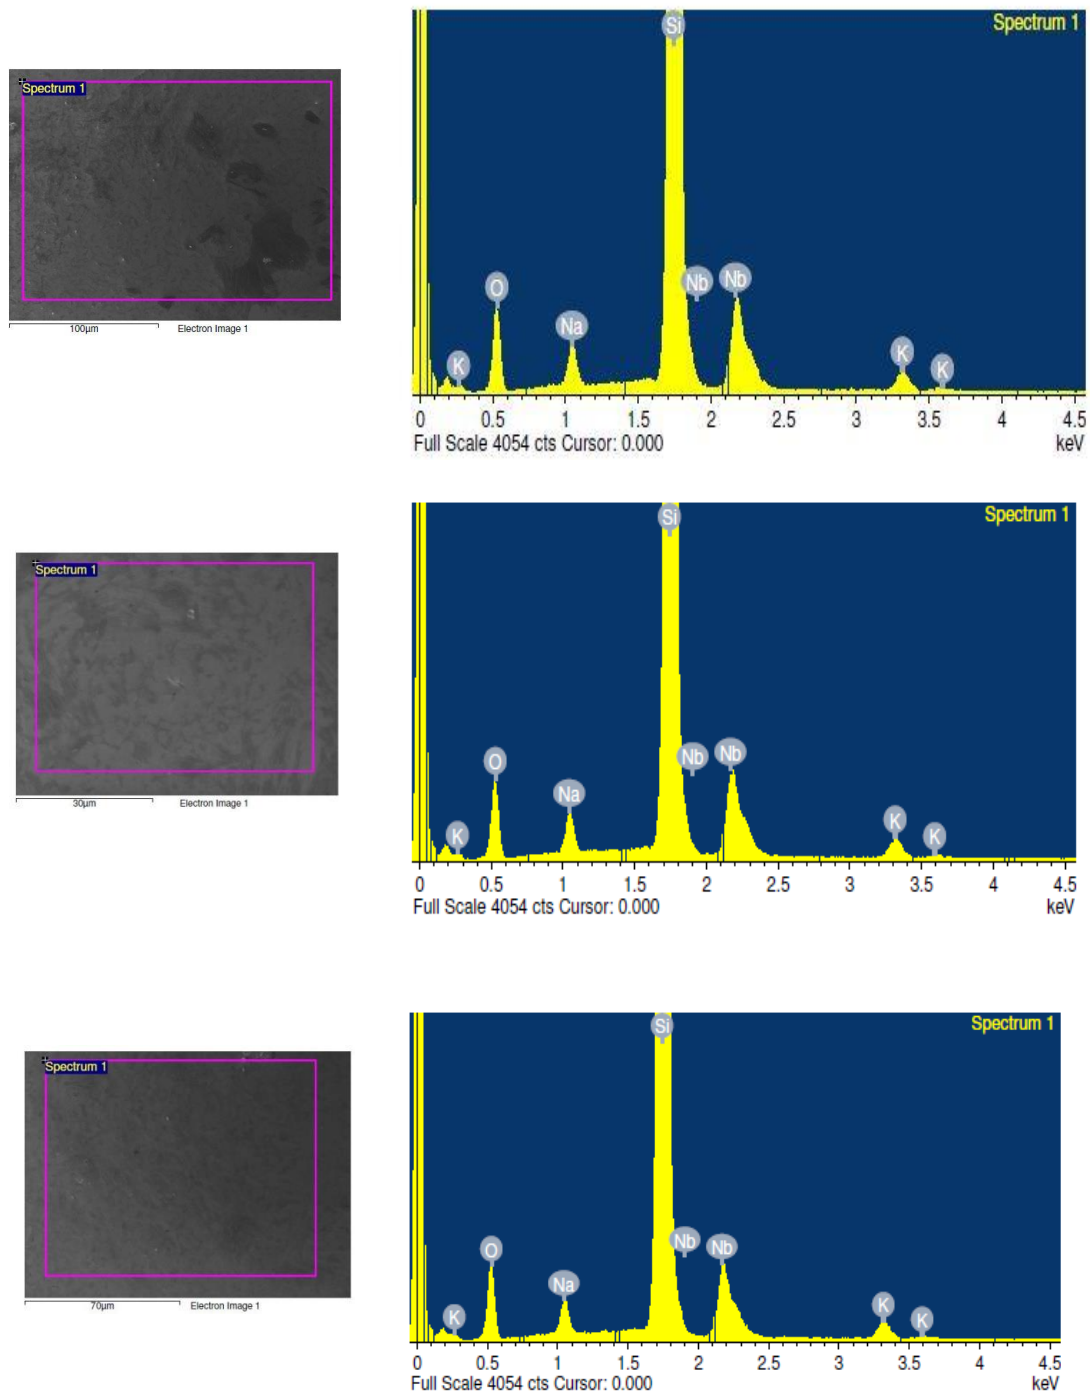 Spectrum 1
100µm Electron Image 1
Spectrum 1
Si
Nb
Nb
O
Na
K
K
K
0 0.5 1 1.5 2 2.5 3 3.5 4 4.5
Full Scale 4054 cts Cursor: 0.000 keV
Spectrum 1
30µm Electron Image 1
Spectrum 1
Si
Nb
Nb
O
Na
K
K
K
0 0.5 1 1.5 2 2.5 3 3.5 4 4.5
Full Scale 4054 cts Cursor: 0.000 keV
Spectrum 1
70µm Electron Image 1
Spectrum 1
Si
Nb
Nb
O
Na
K
K
K
0 0.5 1 1.5 2 2.5 3 3.5 4 4.5
Full Scale 4054 cts Cursor: 0.000 keV